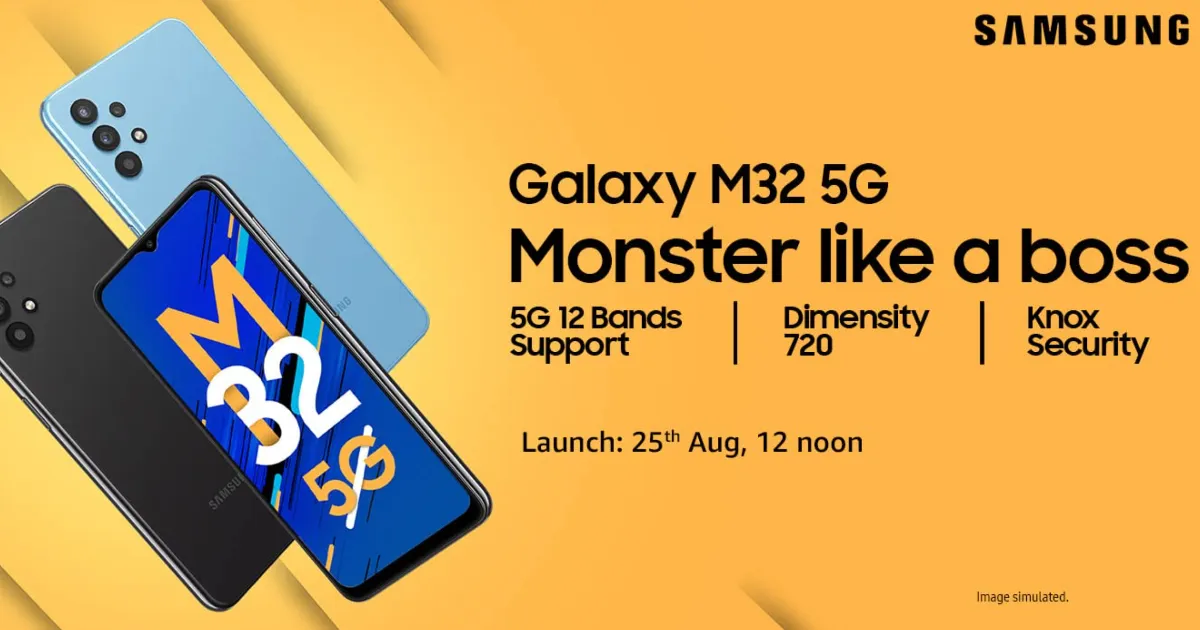 SAMSUNG
Galaxy M32 5G
Monster like a boss
5G 12 Bands
Support
Dimensity
720
Knox
Security
Launch: 25th Aug, 12 noon
M
32
5G
SAMSU
Image simulated.